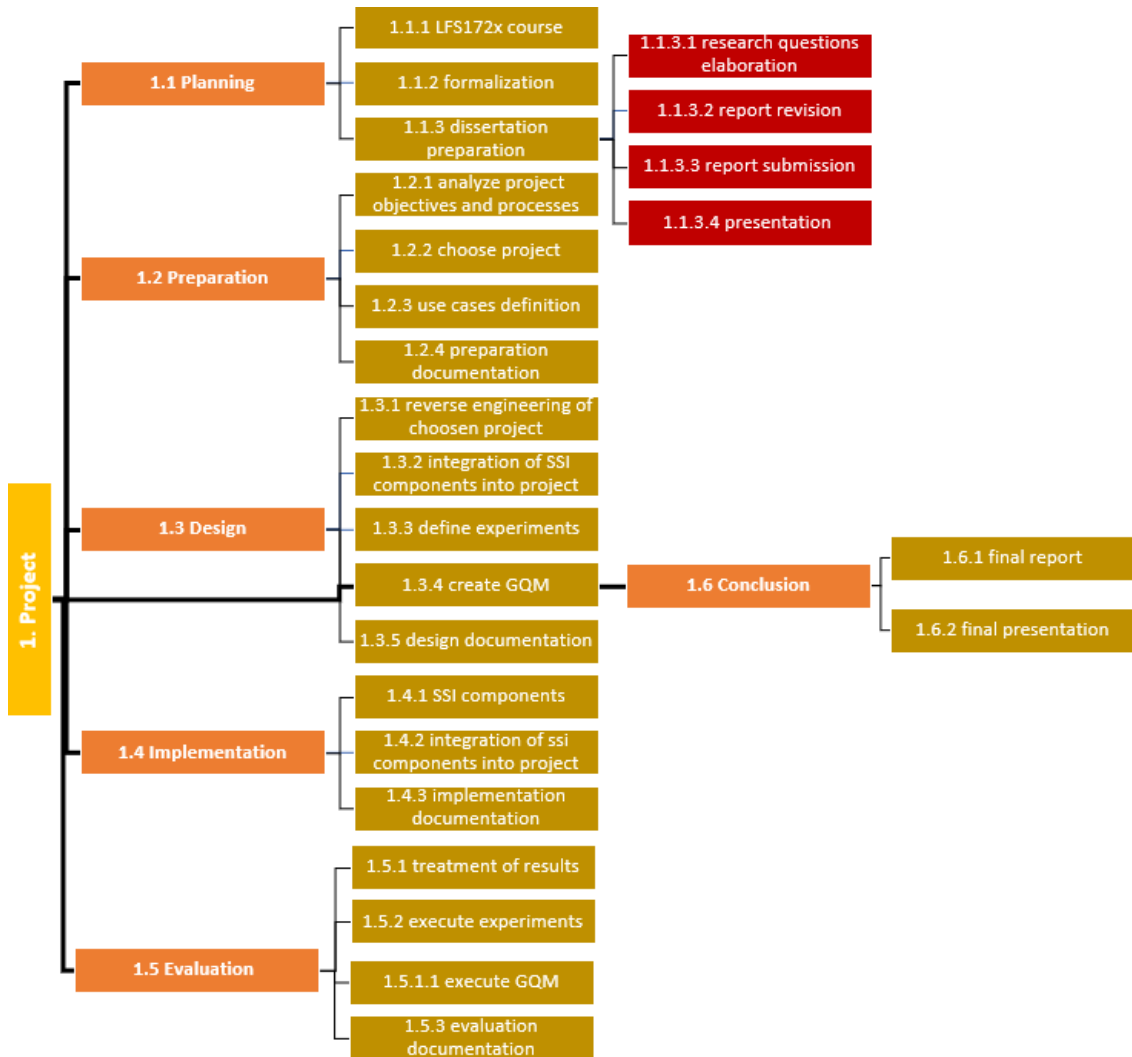 1. Project
1.1 Planning
1.1.1 LFS172x course
1.1.2 formalization
1.1.3 dissertation
preparation
1.1.3.1 research questions
elaboration
1.1.3.2 report revision
1.1.3.3 report submission
1.1.3.4 presentation
1.2 Preparation
1.2.1 analyze project
objectives and processes
1.2.2 choose project
1.2.3 use cases definition
1.2.4 preparation
documentation
1.3 Design
1.3.1 reverse engineering of
choosen project
1.3.2 integration of SSI
components into project
1.3.3 define experiments
1.3.4 create GQM
1.3.5 design documentation
1.6 Conclusion
1.6.1 final report
1.6.2 final presentation
1.4 Implementation
1.4.1 SSI components
1.4.2 integration of ssi
components into project
1.4.3 implementation
documentation
1.5 Evaluation
1.5.1 treatment of results
1.5.2 execute experiments
1.5.1.1 execute GQM
1.5.3 evaluation
documentation